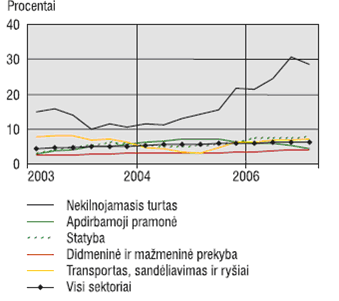 Procentai
40
30
20
10
0
2003 2004 2006
Nekilnojamasis turtas
Apdirbamoji pramonė
Statyba
Didmeninė ir mažmeninė prekyba
Transportas, sandėliavimas ir ryšiai
Visi sektoriai